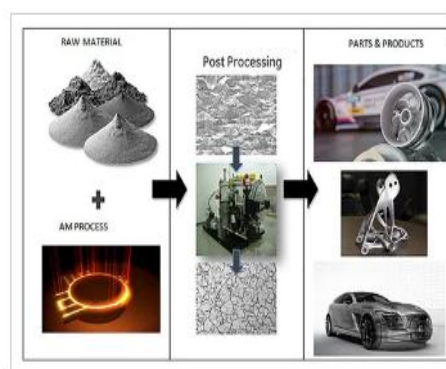 RAW MATERIAL
AM PROCESS
Post Processing
PARTS & PRODUCTS